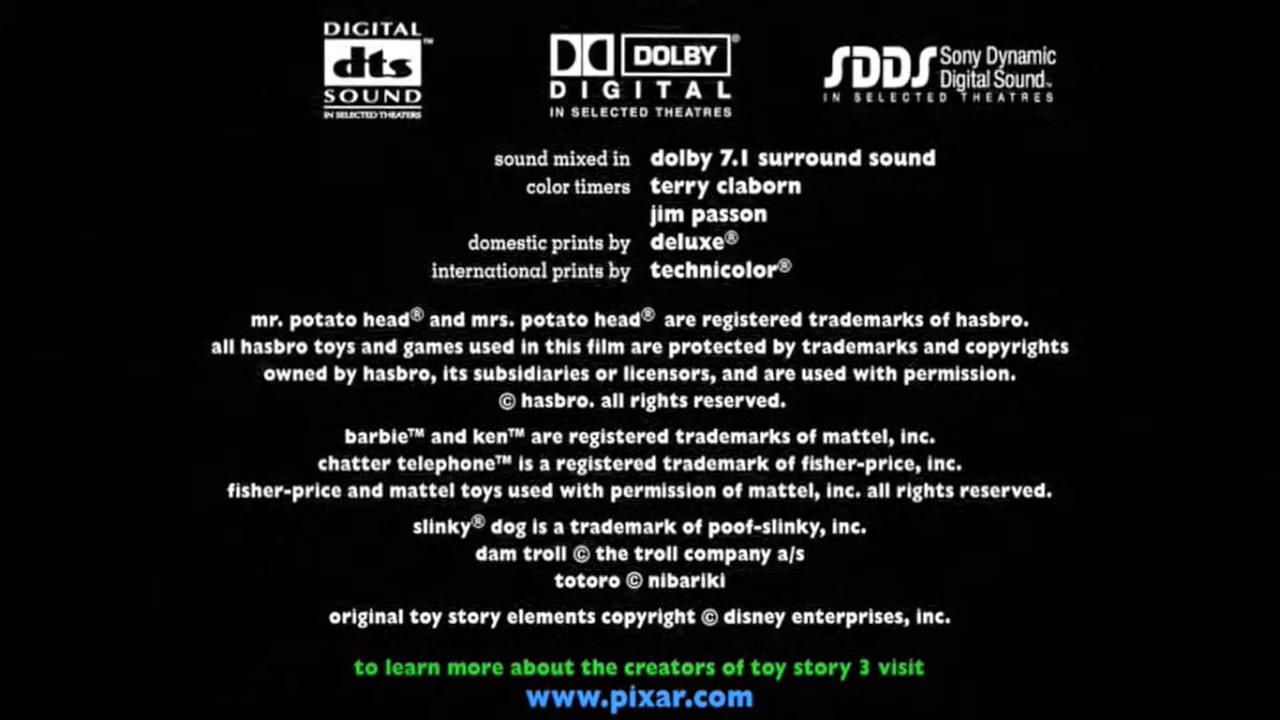 DIGITAL
dts™
SOUND
IN SELECTED THEATERS
DOLBY®
DIGITAL
IN SELECTED THEATRES
SDDS Sony Dynamic
Digital Sound™
IN SELECTED THEATRES
sound mixed in dolby 7.1 surround sound
color timers terry claborn
jim passon
domestic prints by deluxe®
international prints by technicolor®
mr. potato head® and mrs. potato head® are registered trademarks of hasbro.
all hasbro toys and games used in this film are protected by trademarks and copyrights
owned by hasbro, its subsidiaries or licensors, and are used with permission.
© hasbro. all rights reserved.
barbie™ and ken™ are registered trademarks of mattel, inc.
chatter telephone™ is a registered trademark of fisher-price, inc.
fisher-price and mattel toys used with permission of mattel, inc. all rights reserved.
slinky® dog is a trademark of poof-slinky, inc.
dam troll © the troll company a/s
totoro © nibariki
original toy story elements copyright © disney enterprises, inc.
to learn more about the creators of toy story 3 visit
www.pixar.com